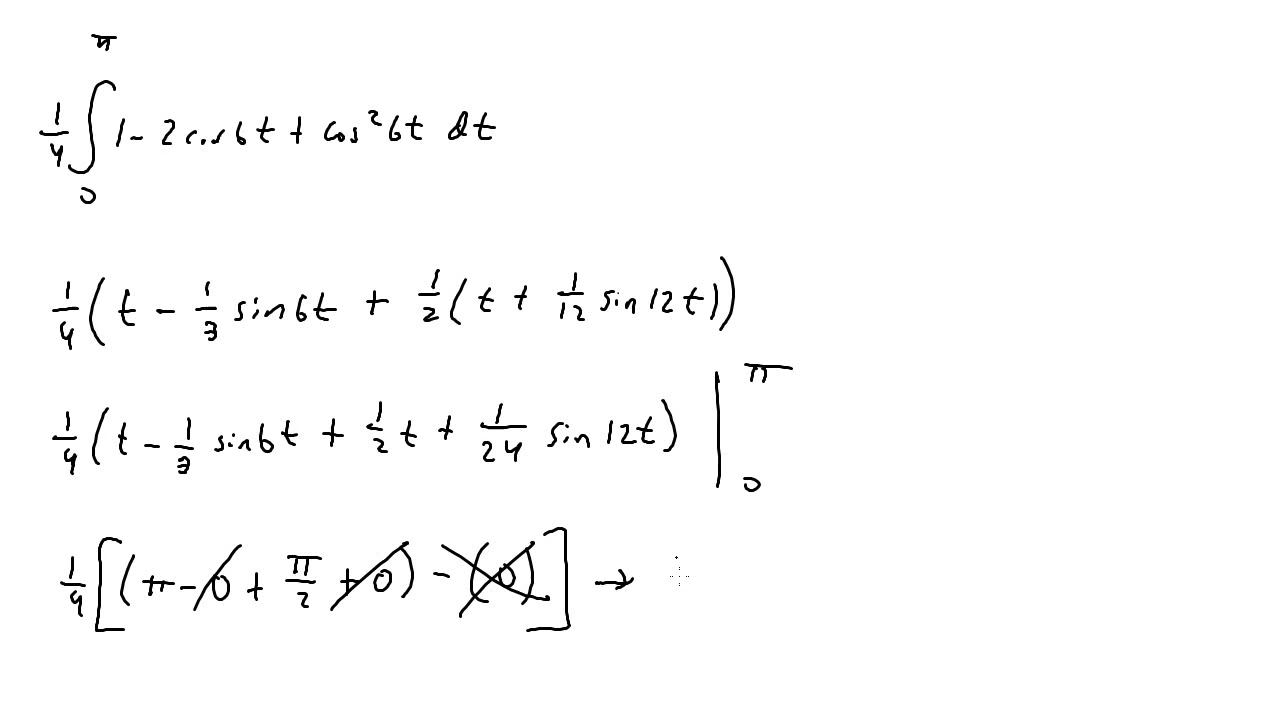 1/4 ∫₀^π 1 - 2cos6t + cos²6t dt
1/4 (t - 1/3 sin6t + 1/2 (t + 1/12 sin12t))
1/4 (t - 1/3 sin6t + 1/2 t + 1/24 sin12t) |₀^π
1/4 [(π - 0 + π/2 + 0) - (0)] →